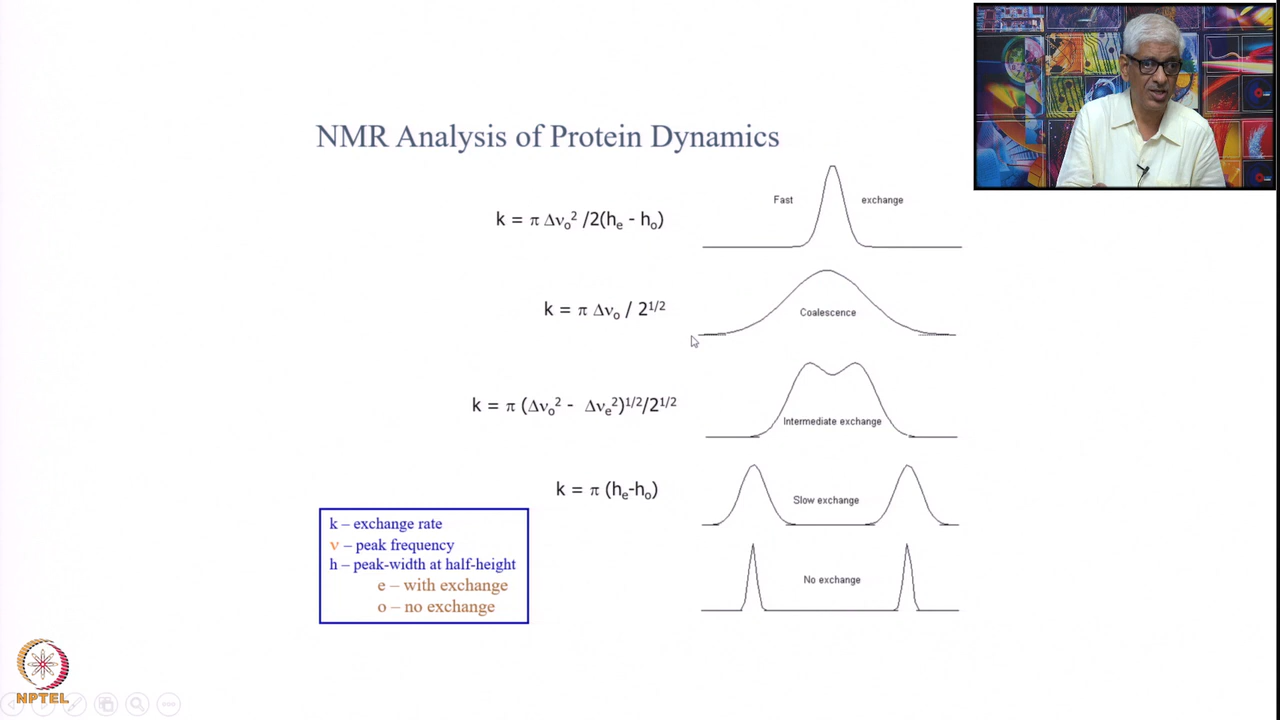 NMR Analysis of Protein Dynamics
Fast exchange
k = π Δνₒ² /2(hₑ - hₒ)
k = π Δνₒ / 2^1/2
Coalescence
k = π (Δνₒ² - Δνₑ²)^1/2/2^1/2
Intermediate exchange
k = π (hₑ-hₒ)
Slow exchange
k – exchange rate
ν – peak frequency
h – peak-width at half-height
e – with exchange
o – no exchange
No exchange
NPTEL